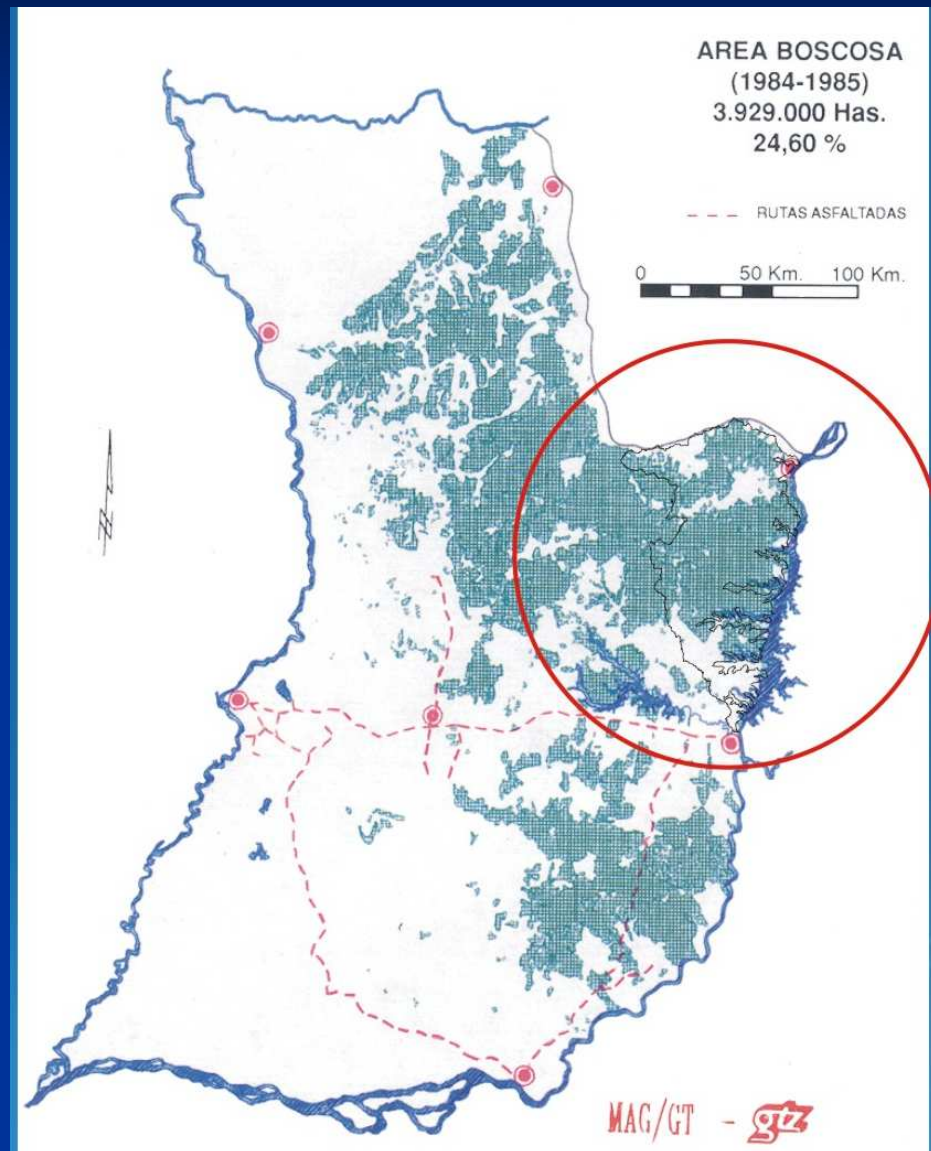 AREA BOSCOSA
(1984-1985)
3.929.000 Has.
24,60 %
RUTAS ASFALTADAS
0 50 Km. 100 Km.
MAG/GT - gtz